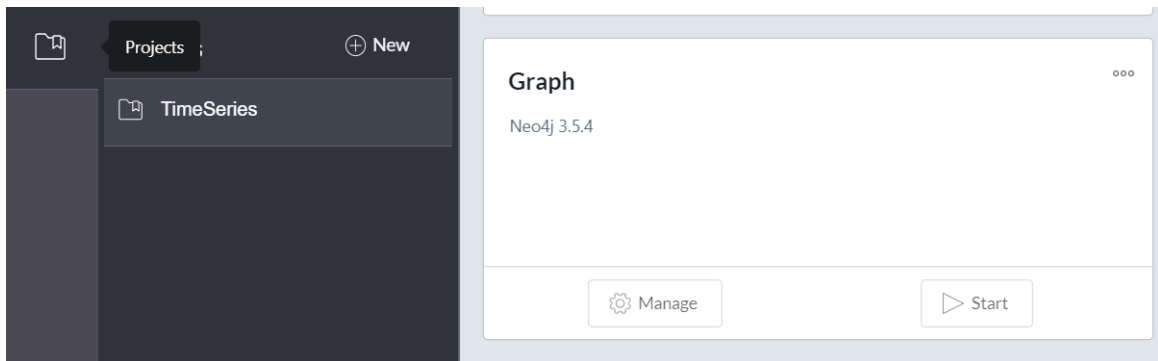 Projects
New
TimeSeries
Graph
Neo4j 3.5.4
Manage
Start